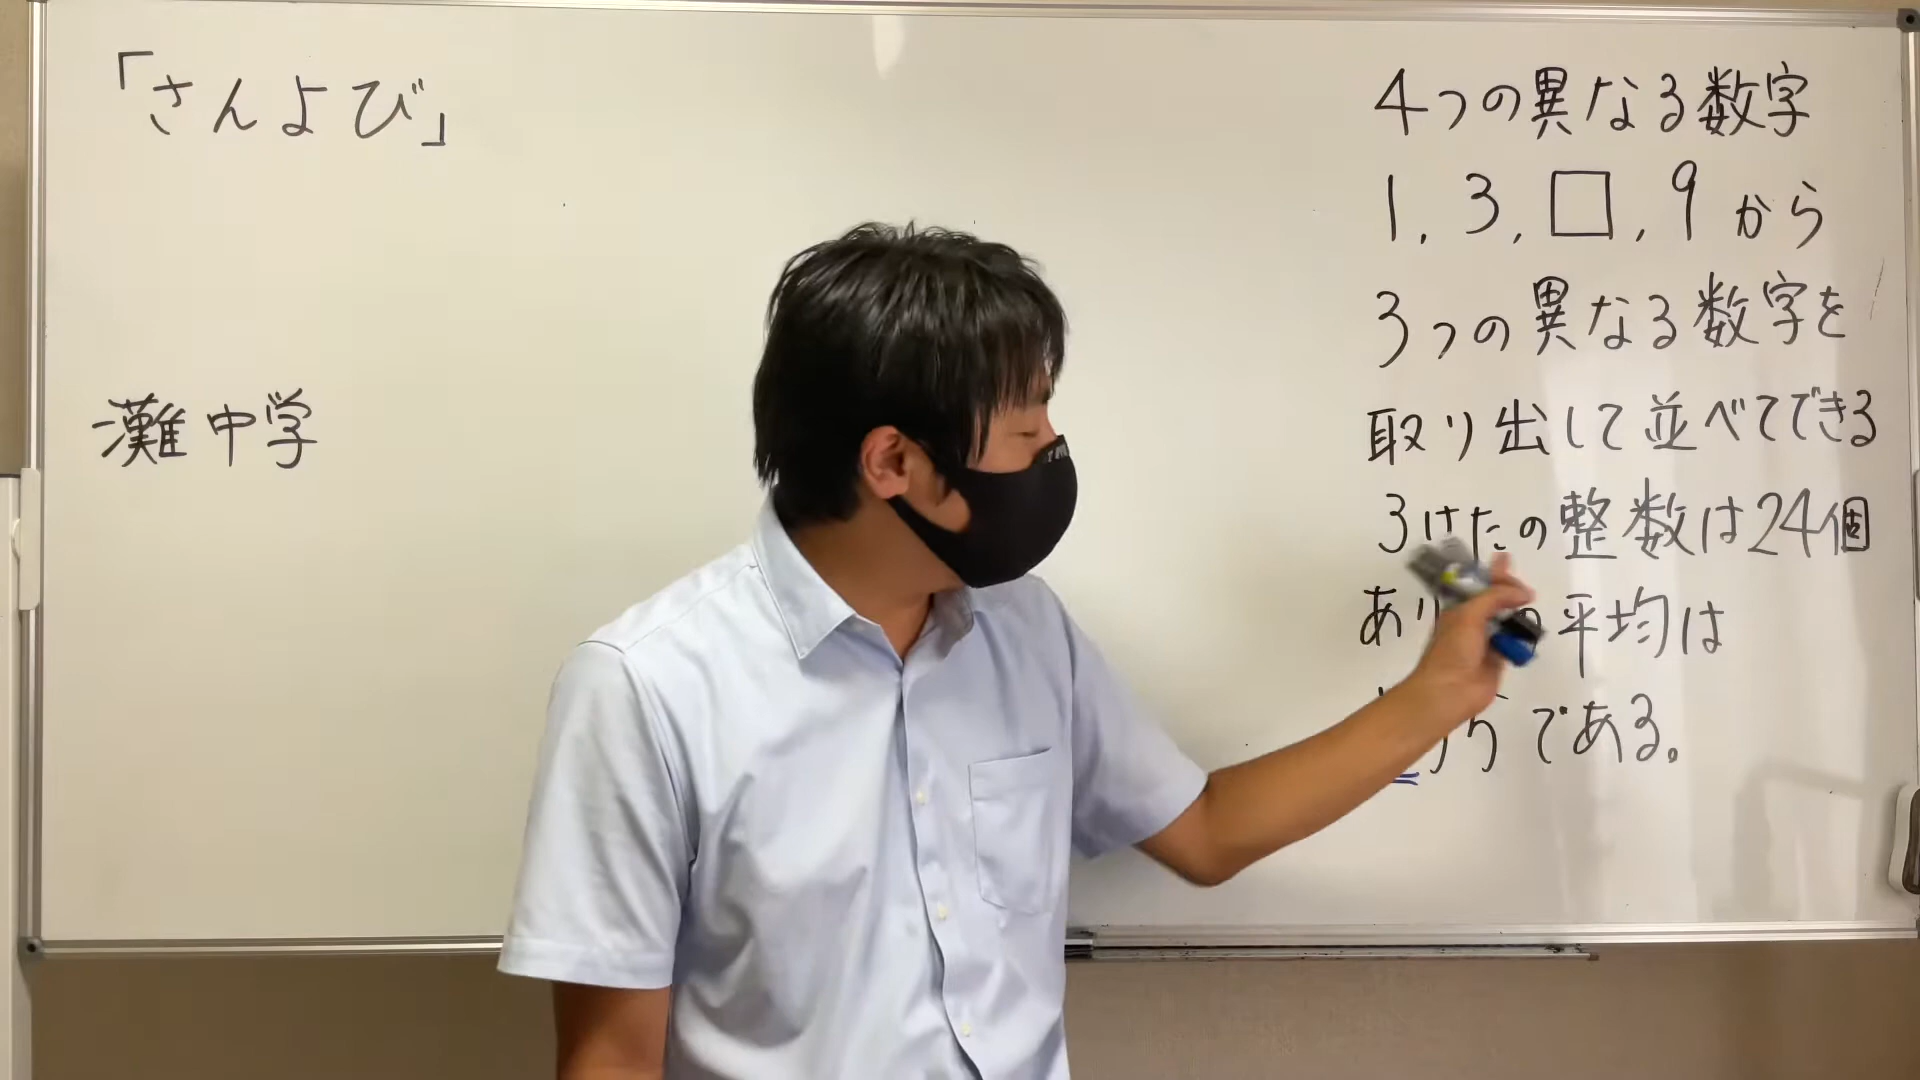 「さんよび」
灘中学
4つの異なる数字
1, 3, □, 9 から
3つの異なる数字を
取り出して並べてできる
3けたの整数は24個
あり の平均は
である。